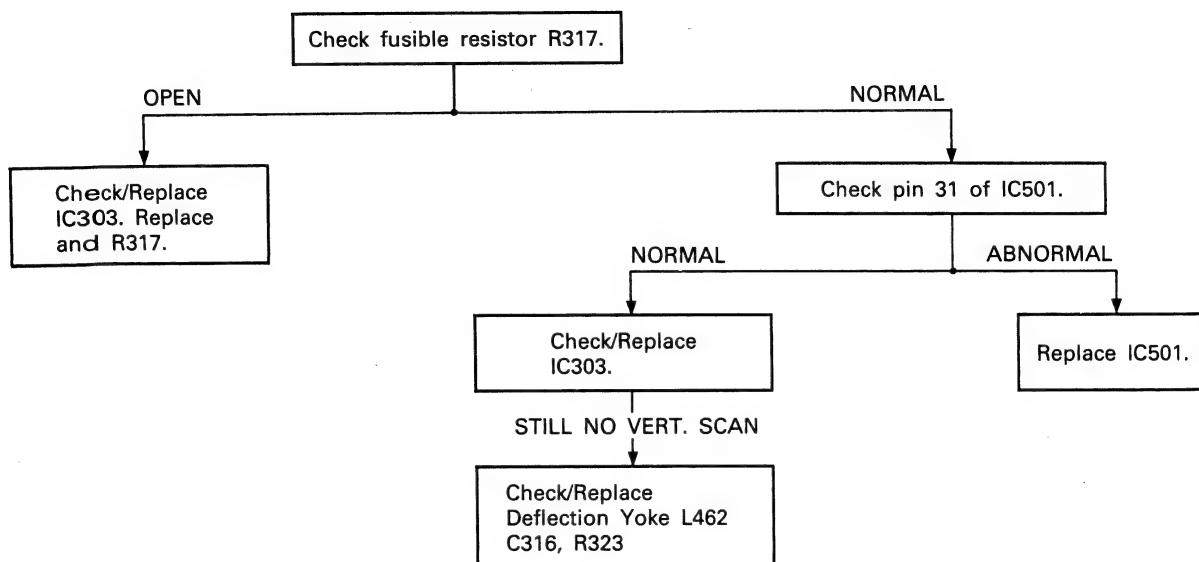 Check fusible resistor R317.
OPEN
NORMAL
Check/Replace
IC303. Replace
and R317.
Check pin 31 of IC501.
NORMAL
ABNORMAL
Check/Replace
IC303.
Replace IC501.
STILL NO VERT. SCAN
Check/Replace
Deflection Yoke L462
C316, R323